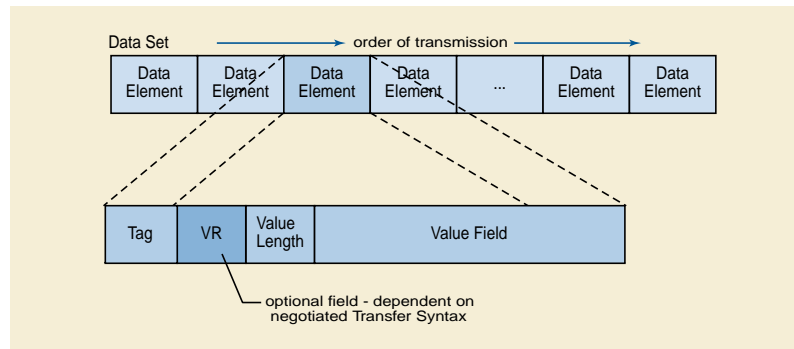 Data Set order of transmission
Data Element
Data Element
Data Element
Data Element
...
Data Element
Data Element
Tag
VR
Value Length
Value Field
optional field - dependent on
negotiated Transfer Syntax